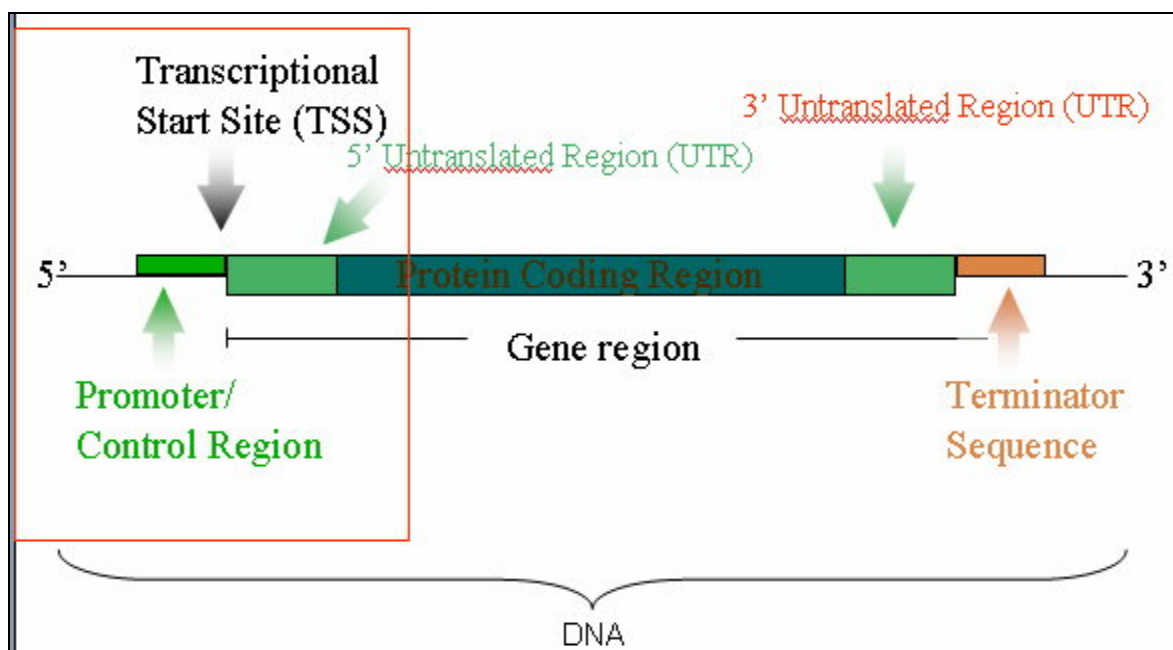 Transcriptional
Start Site (TSS)
3’ Untranslated Region (UTR)
5’ Untranslated Region (UTR)
5’
Protein Coding Region
3’
Gene region
Promoter/
Control Region
Terminator
Sequence
DNA